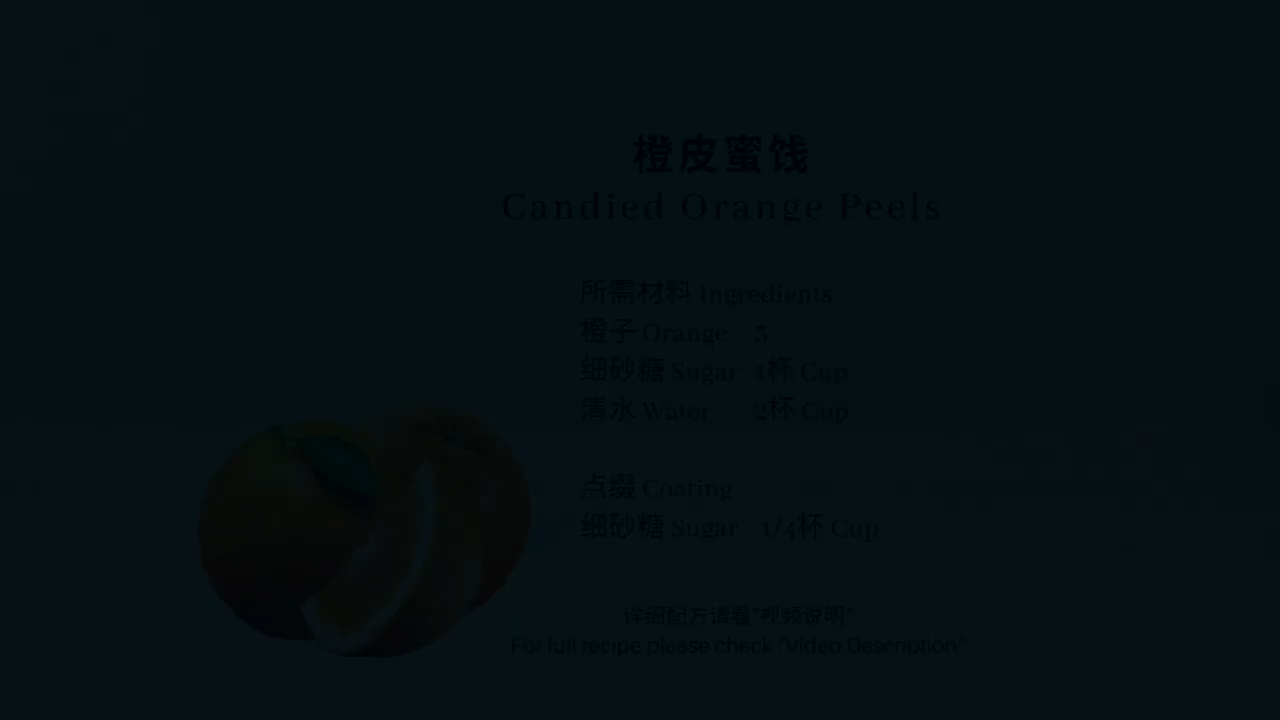 橙皮蜜饯
Candied Orange Peels
所需材料 Ingredients
橙子 Orange 3
细砂糖 Sugar 1杯 Cup
清水 Water 2杯 Cup
点缀 Coating
细砂糖 Sugar 1/4杯 Cup
详细配方请看"视频说明"
For full recipe please check "Video Description"